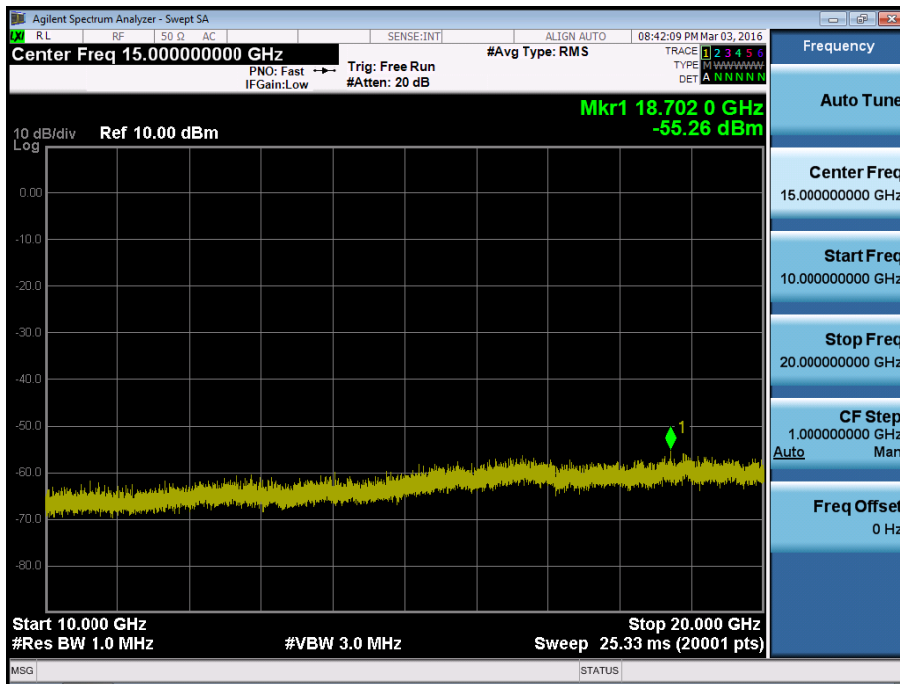 Agilent Spectrum Analyzer - Swept SA
LXI RL RF 50 Ω AC SENSE:INT ALIGN AUTO 08:42:09 PM Mar 03, 2016
Center Freq 15.000000000 GHz
#Avg Type: RMS
TRACE 1 2 3 4 5 6
PNO: Fast Trig: Free Run
TYPE M WWWWW
IFGain:Low #Atten: 20 dB
DET A N N N N N
Mkr1 18.702 0 GHz
-55.26 dBm
10 dB/div Ref 10.00 dBm
Log
0.00
-10.0
-20.0
-30.0
-40.0
-50.0
-60.0
-70.0
-80.0
1
Start 10.000 GHz Stop 20.000 GHz
#Res BW 1.0 MHz #VBW 3.0 MHz Sweep 25.33 ms (20001 pts)
MSG STATUS
Frequency
Auto Tune
Center Freq
15.000000000 GHz
Start Freq
10.000000000 GHz
Stop Freq
20.000000000 GHz
CF Step
1.000000000 GHz
Auto Man
Freq Offset
0 Hz